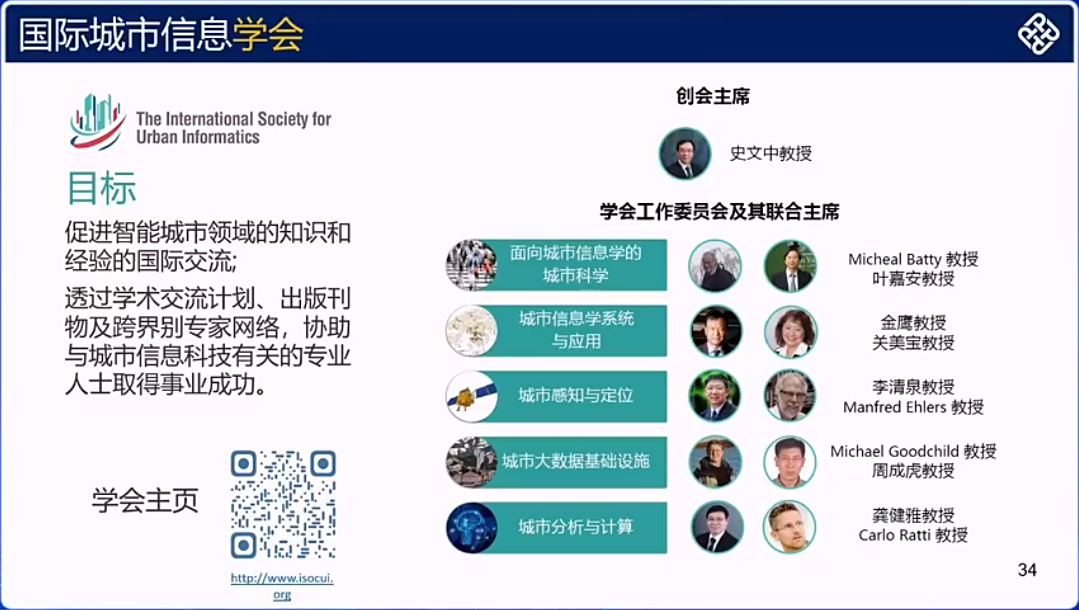 国际城市信息学会
The International Society for
Urban Informatics
目标
促进智能城市领域的知识和
经验的国际交流;
透过学术交流计划、出版刊
物及跨界别专家网络，协助
与城市信息科技有关的专业
人士取得事业成功。
学会主页
http://www.isocui.
org
创会主席
史文中教授
学会工作委员会及其联合主席
面向城市信息学的
城市科学
Micheal Batty 教授
叶嘉安教授
城市信息学系统
与应用
金鹰教授
关美宝教授
城市感知与定位
李清泉教授
Manfred Ehlers 教授
城市大数据基础设施
Michael Goodchild 教授
周成虎教授
城市分析与计算
龚健雅教授
Carlo Ratti 教授
34